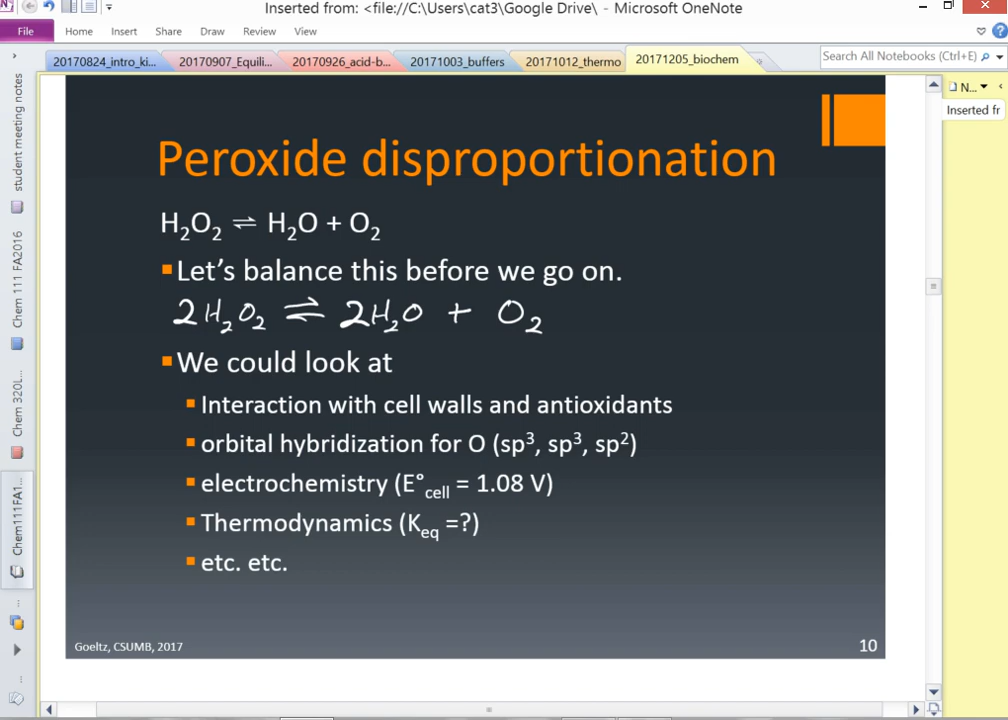 Inserted from: <file://C:\Users\cat3\Google Drive\ - Microsoft OneNote
File Home Insert Share Draw Review View
20170824_intro_ki... 20170907_Equili... 20170926_acid-b... 20171003_buffers 20171012_thermo 20171205_biochem
Search All Notebooks (Ctrl+E)
N...
Inserted fr
student meeting notes
Chem 111 FA2016
Chem 320L...
Chem111FA1...
Peroxide disproportionation
H₂O₂ ⇌ H₂O + O₂
Let’s balance this before we go on.
2H₂O₂ ⇌ 2H₂O + O₂
We could look at
Interaction with cell walls and antioxidants
orbital hybridization for O (sp³, sp³, sp²)
electrochemistry (E°cell = 1.08 V)
Thermodynamics (Keq =?)
etc. etc.
Goeltz, CSUMB, 2017
10